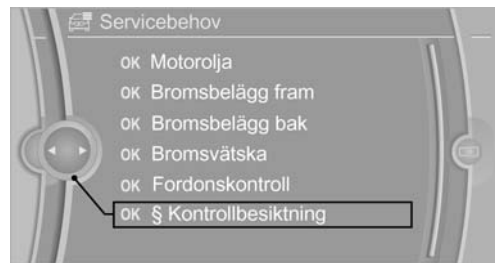 Servicebehov
OK Motorolja
OK Bromsbelägg fram
OK Bromsbelägg bak
OK Bromsvätska
OK Fordonskontroll
OK § Kontrollbesiktning